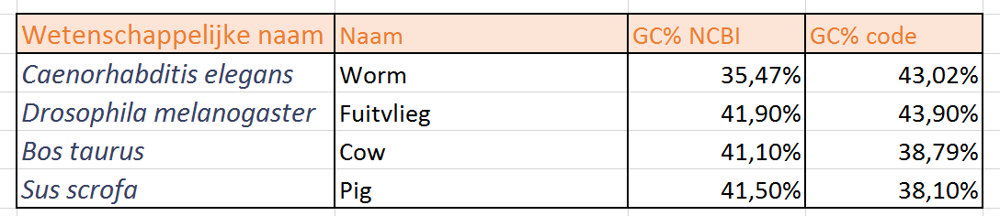 Wetenschappelijke naam Naam GC% NCBI GC% code
Caenorhabditis elegans Worm 35,47% 43,02%
Drosophila melanogaster Fuitvlieg 41,90% 43,90%
Bos taurus Cow 41,10% 38,79%
Sus scrofa Pig 41,50% 38,10%